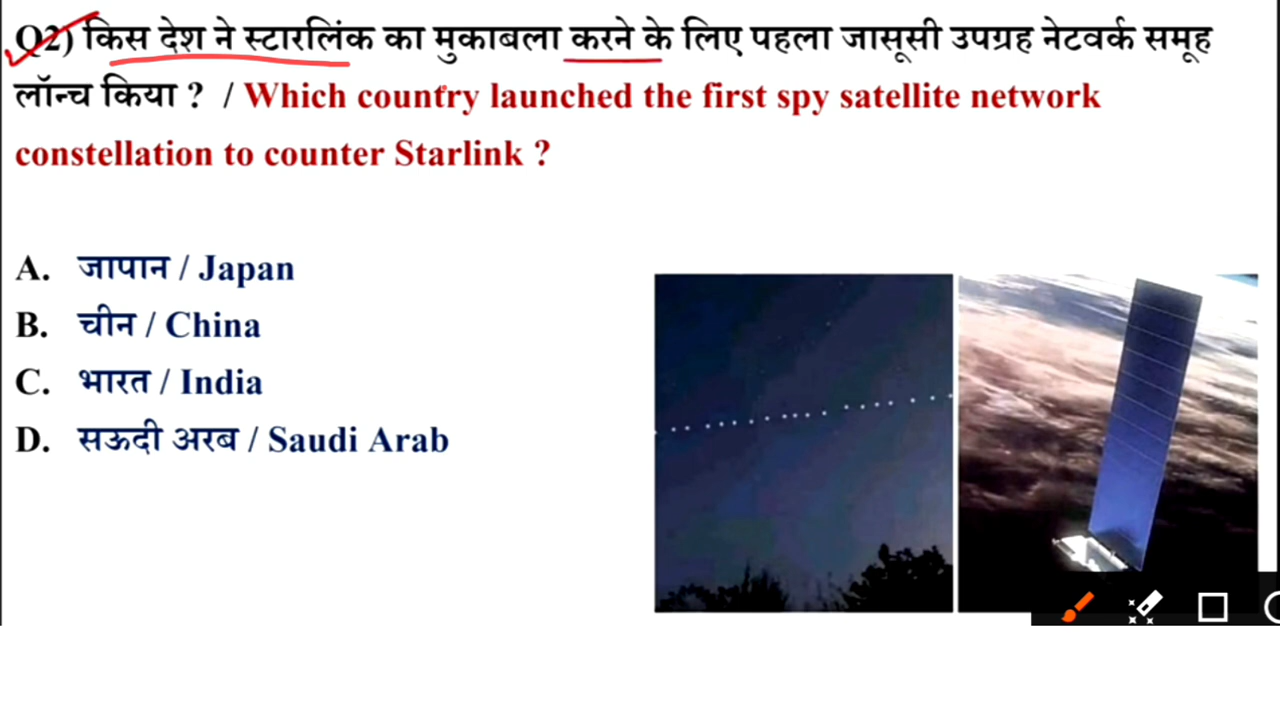 Q2) किस देश ने स्टारलिंक का मुकाबला करने के लिए पहला जासूसी उपग्रह नेटवर्क समूह
लॉन्च किया ? / Which country launched the first spy satellite network
constellation to counter Starlink ?
A. जापान / Japan
B. चीन / China
C. भारत / India
D. सऊदी अरब / Saudi Arab